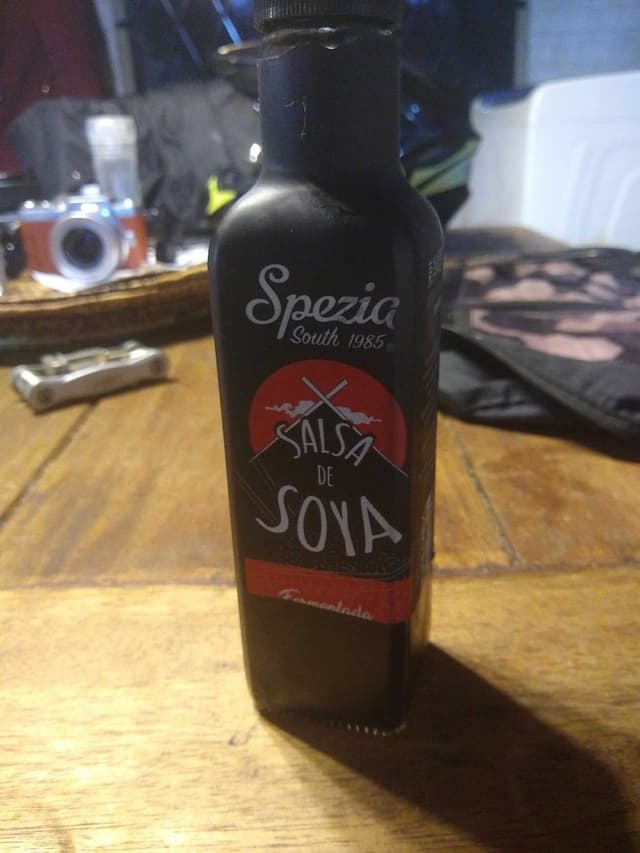 Spezia
South 1985
SALSA
DE
SOYA
Fermentada